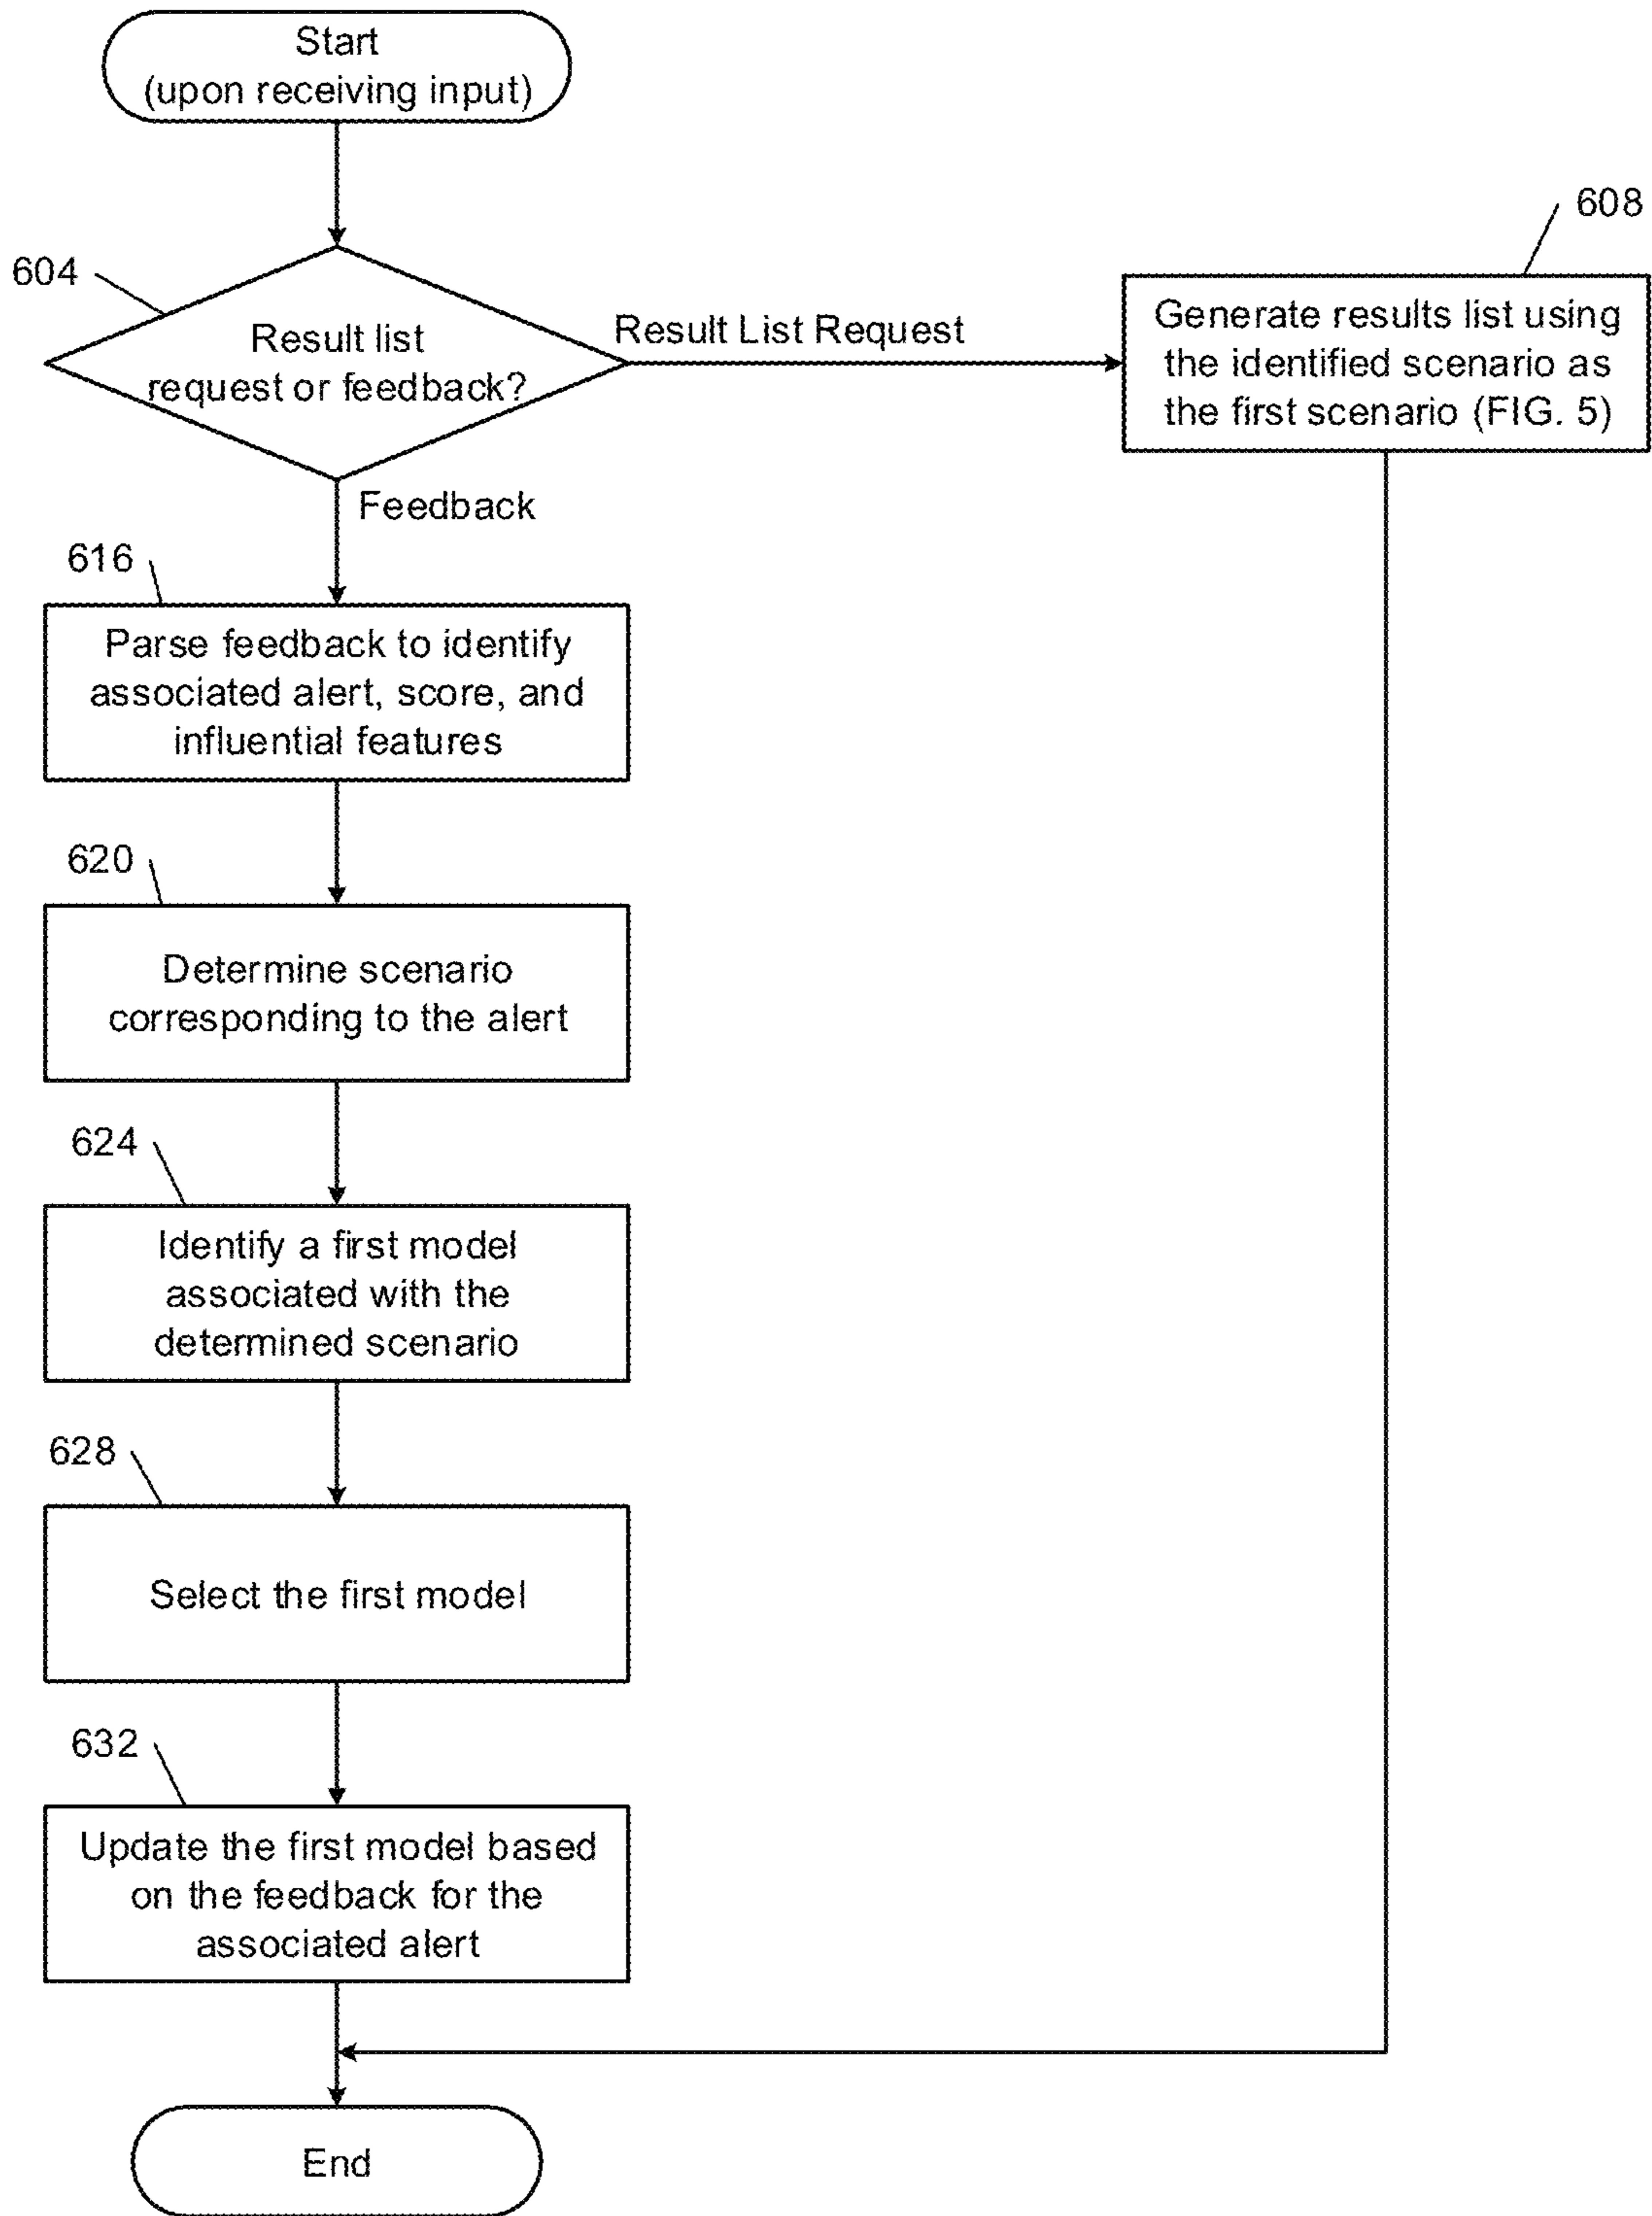 Start
(upon receiving input)
604
Result list
request or feedback?
Result List Request
608
Generate results list using
the identified scenario as
the first scenario (FIG. 5)
Feedback
616
Parse feedback to identify
associated alert, score, and
influential features
620
Determine scenario
corresponding to the alert
624
Identify a first model
associated with the
determined scenario
628
Select the first model
632
Update the first model based
on the feedback for the
associated alert
End